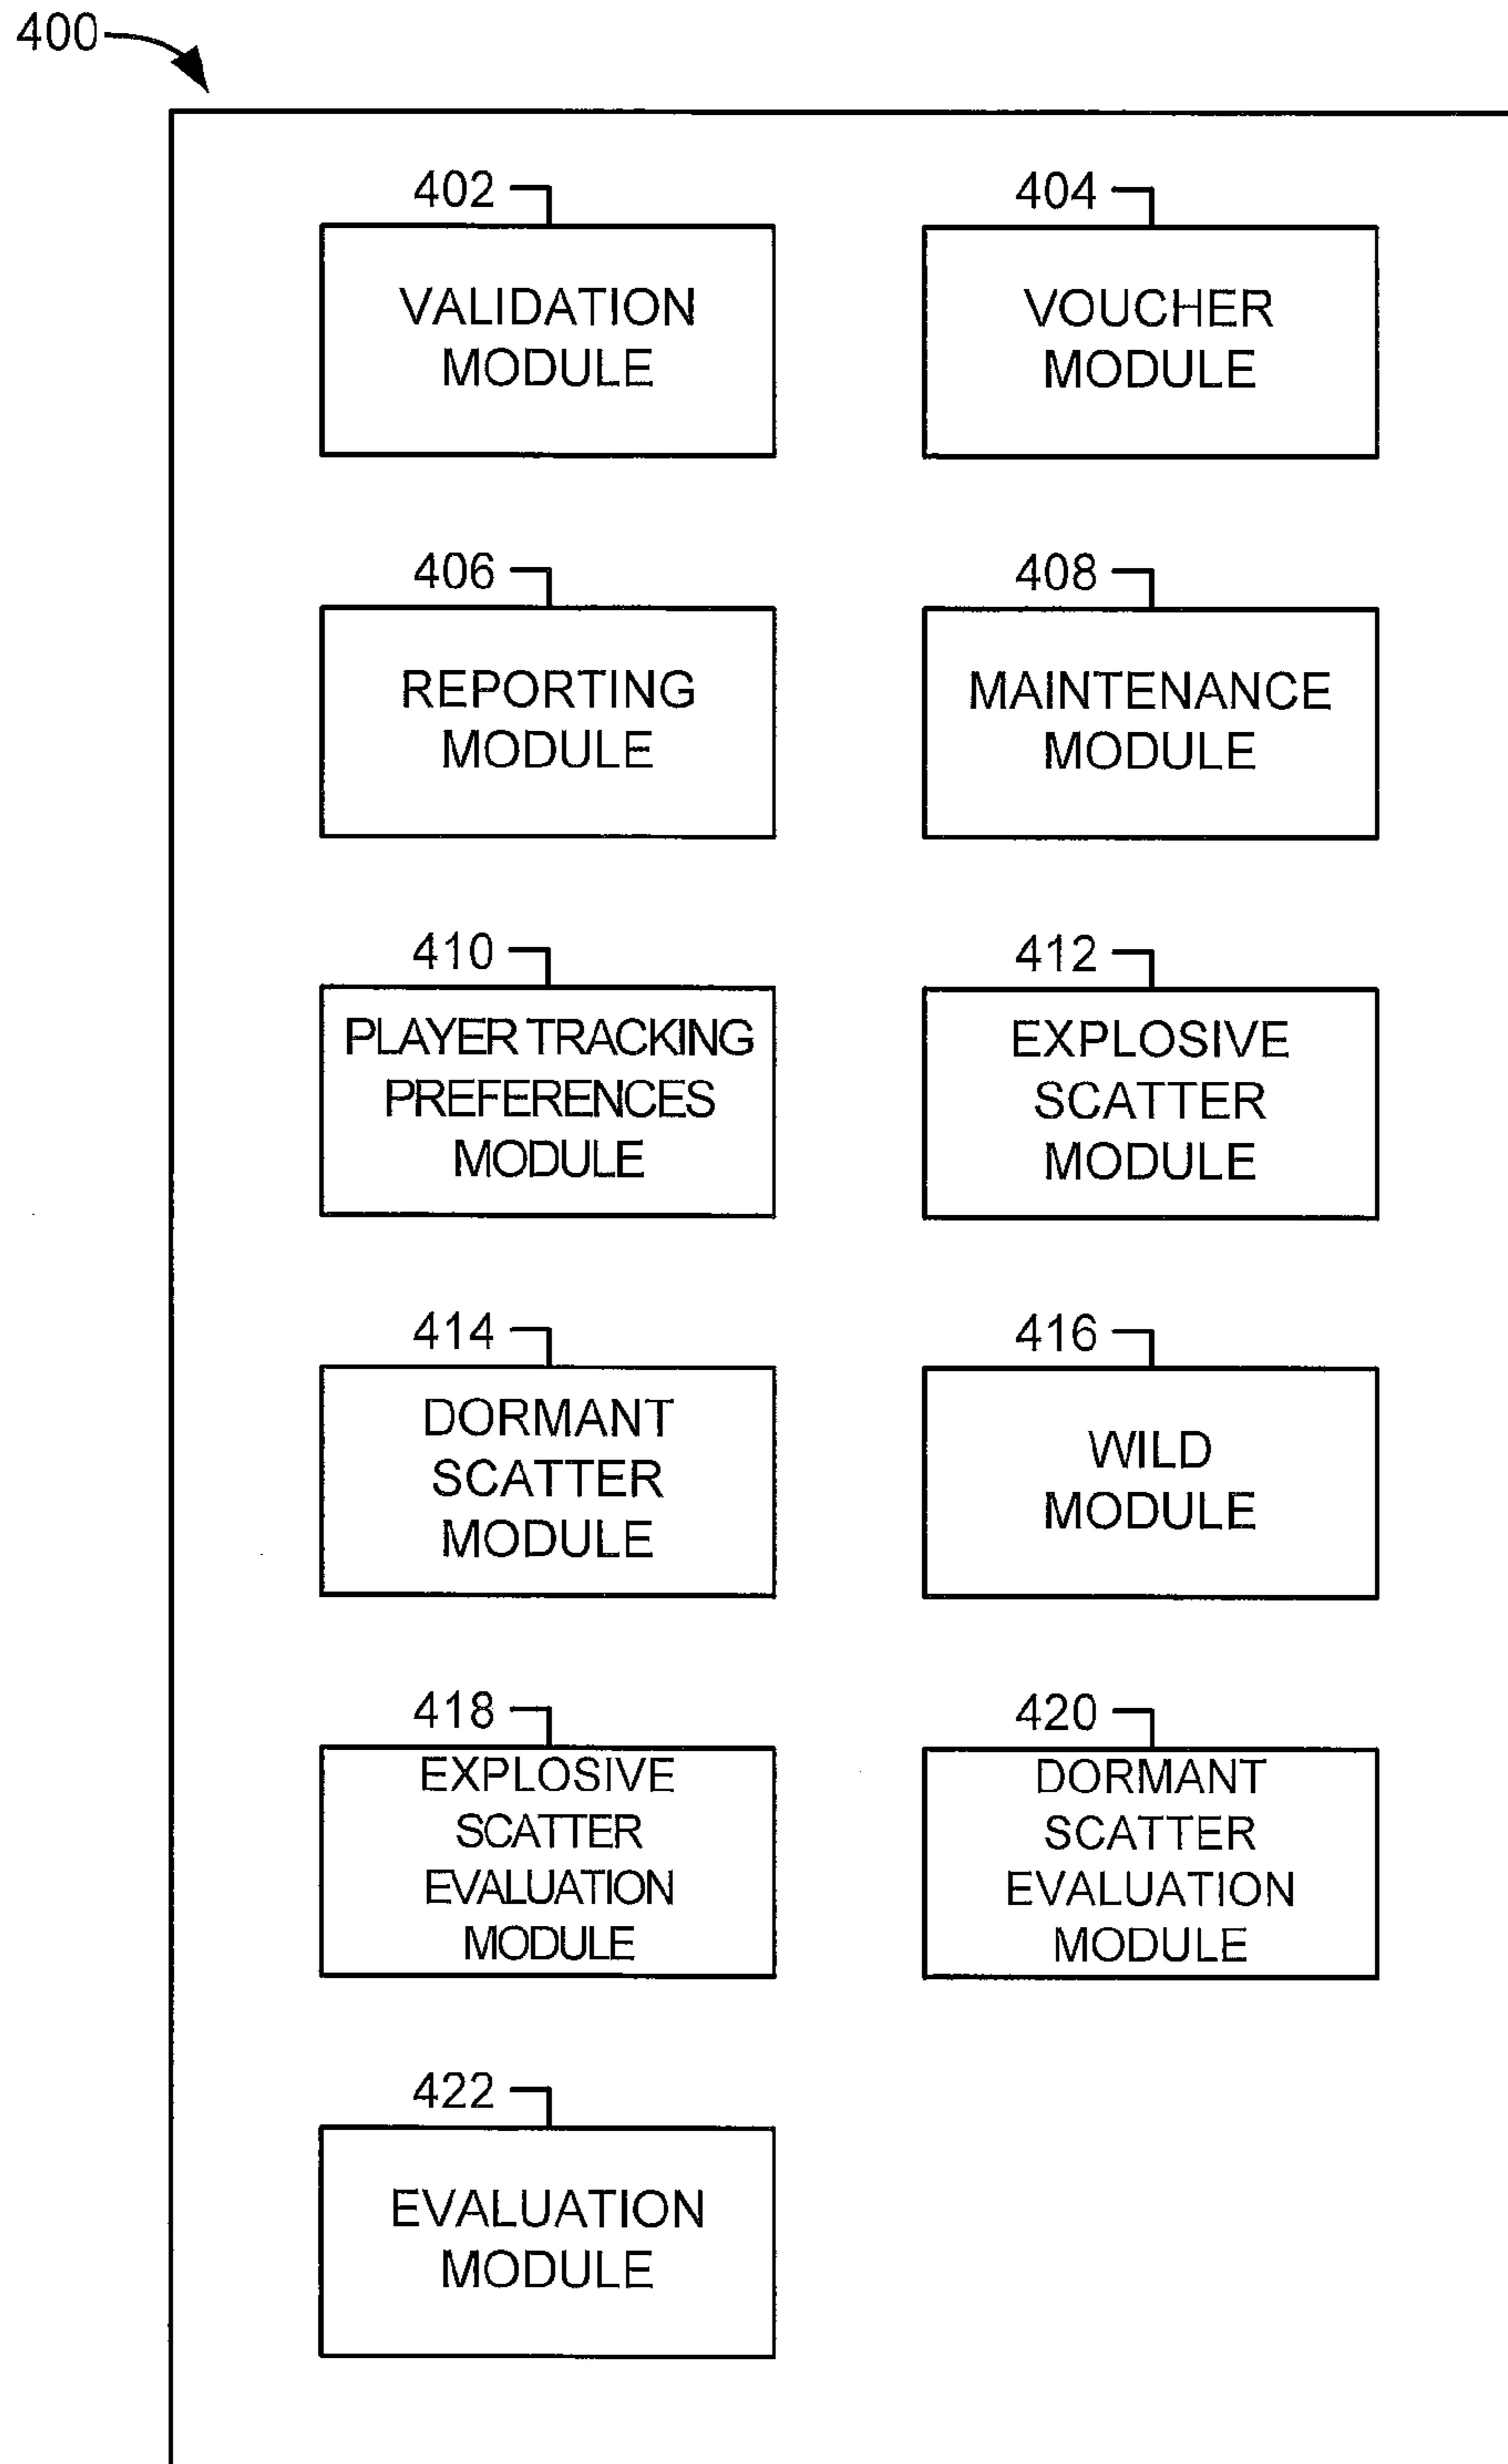 400
402
VALIDATION
MODULE
404
VOUCHER
MODULE
406
REPORTING
MODULE
408
MAINTENANCE
MODULE
410
PLAYER TRACKING
PREFERENCES
MODULE
412
EXPLOSIVE
SCATTER
MODULE
414
DORMANT
SCATTER
MODULE
416
WILD
MODULE
418
EXPLOSIVE
SCATTER
EVALUATION
MODULE
420
DORMANT
SCATTER
EVALUATION
MODULE
422
EVALUATION
MODULE